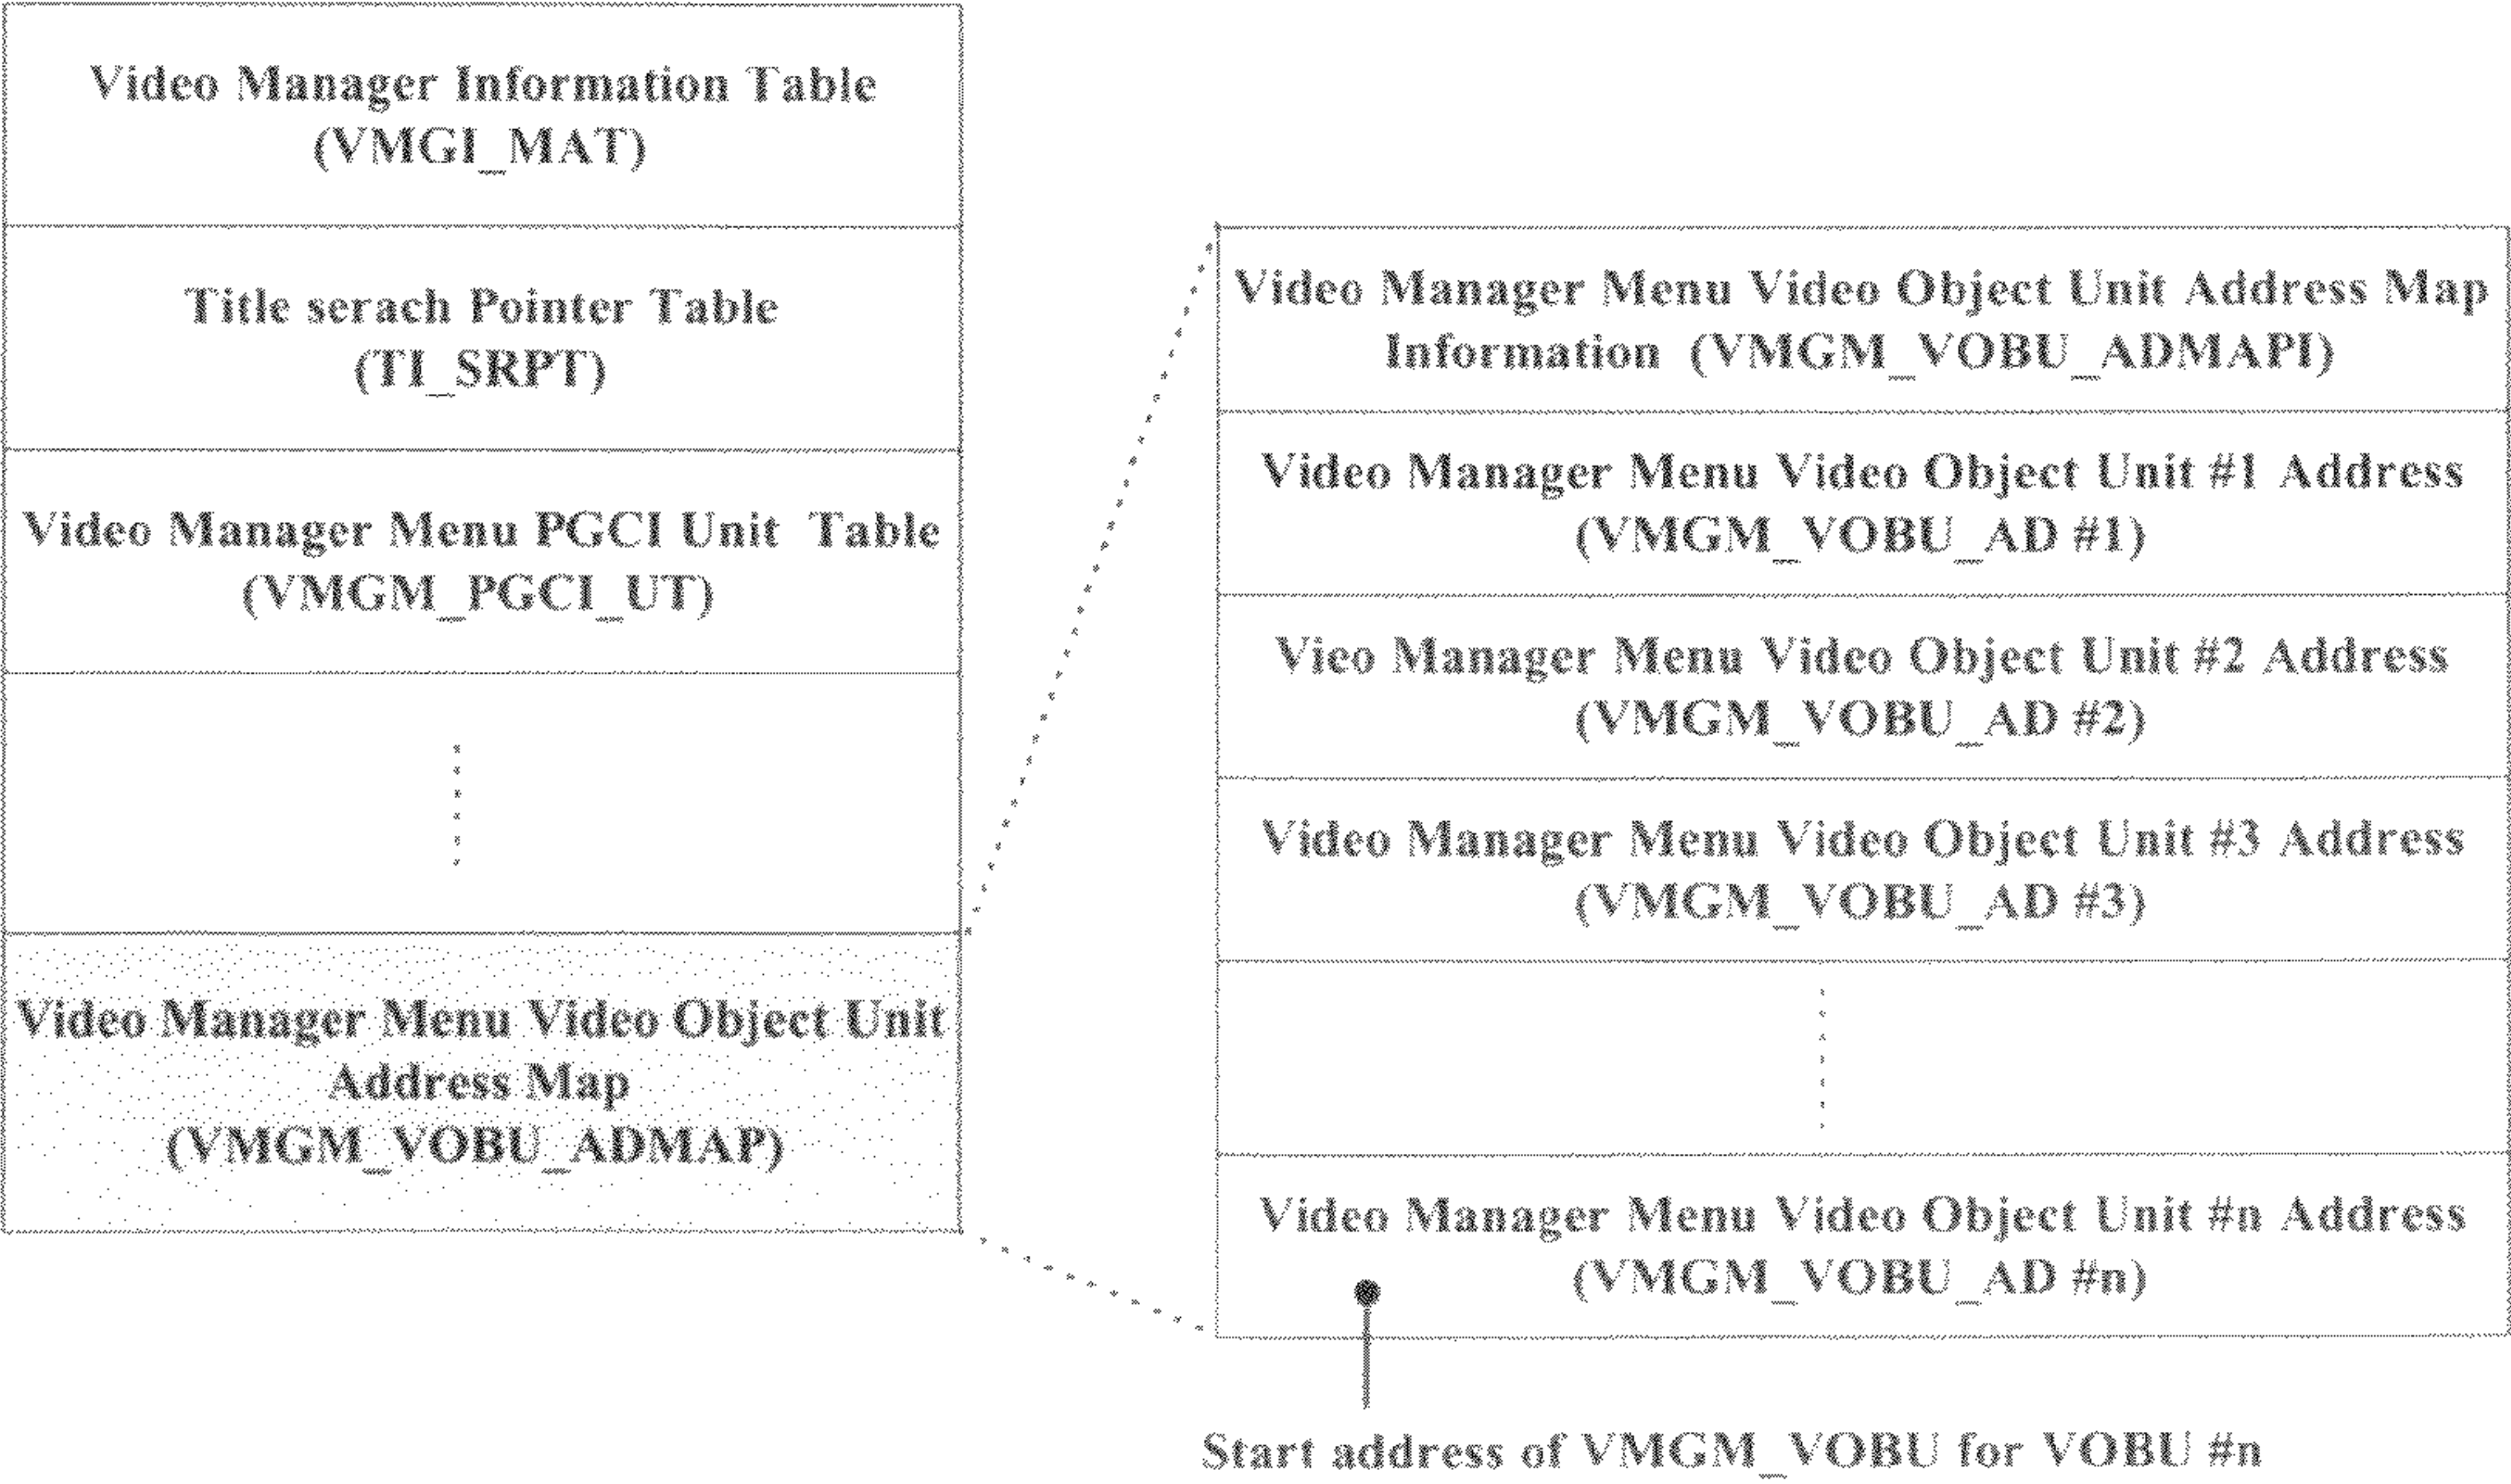 Video Manager Information Table
(VMGI_MAT)
Title serach Pointer Table
(TI_SRPT)
Video Manager Menu PGCI Unit Table
(VMGM_PGCI_UT)
Video Manager Menu Video Object Unit
Address Map
(VMGM_VOBU_ADMAP)
Video Manager Menu Video Object Unit Address Map
Information (VMGM_VOBU_ADMAPI)
Video Manager Menu Video Object Unit #1 Address
(VMGM_VOBU_AD #1)
Vieo Manager Menu Video Object Unit #2 Address
(VMGM_VOBU_AD #2)
Video Manager Menu Video Object Unit #3 Address
(VMGM_VOBU_AD #3)
Video Manager Menu Video Object Unit #n Address
(VMGM_VOBU_AD #n)
Start address of VMGM_VOBU for VOBU #n